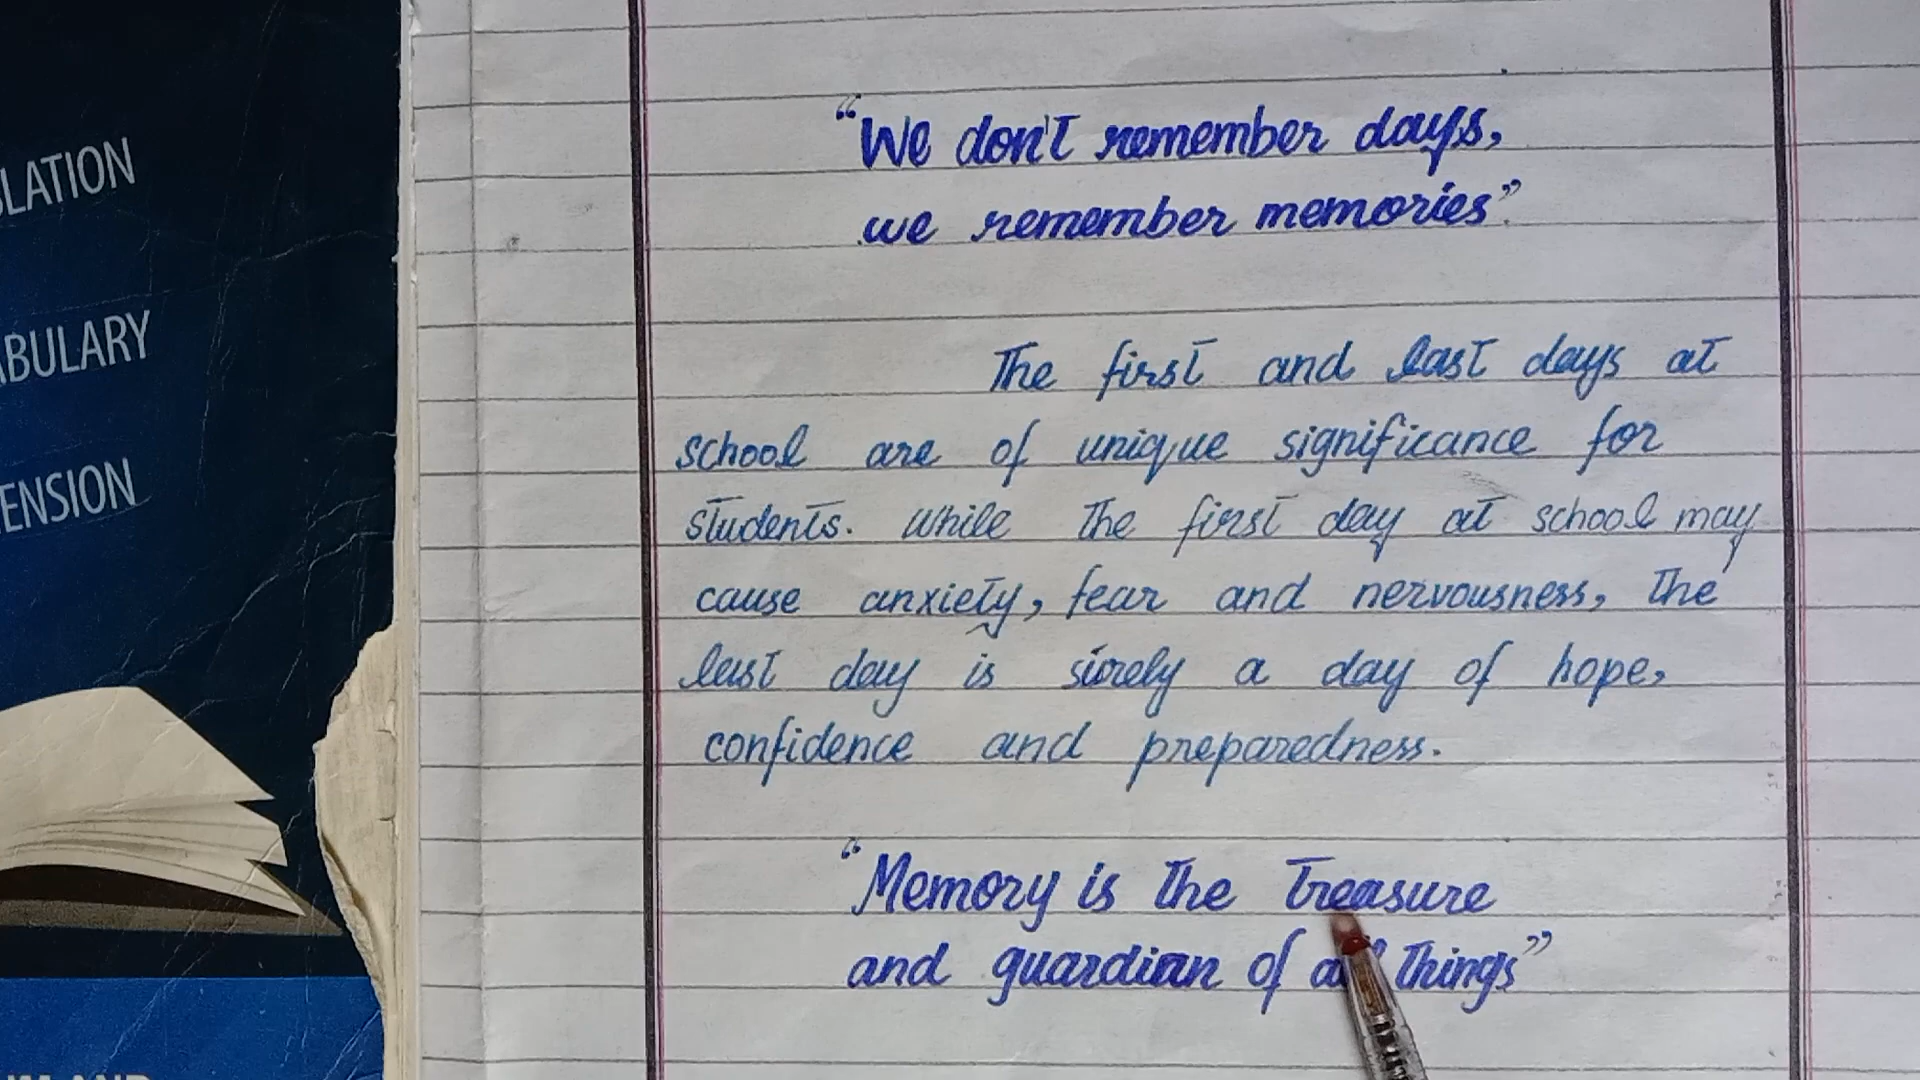 LATION
BULARY
ENSION
“We don't remember days,
we remember memories”
The first and last days at
school are of unique significance for
students. While the first day at school may
cause anxiety, fear and nervousness, the
last day is surely a day of hope,
confidence and preparedness.
“Memory is the treasure
and guardian of all things”
AND